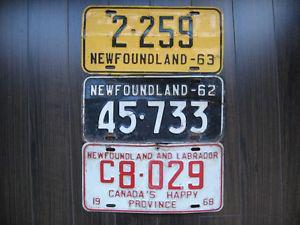 2·259
NEWFOUNDLAND-63
NEWFOUNDLAND-62
45·733
NEWFOUNDLAND AND LABRADOR
C8·029
CANADA'S HAPPY
19 PROVINCE 68